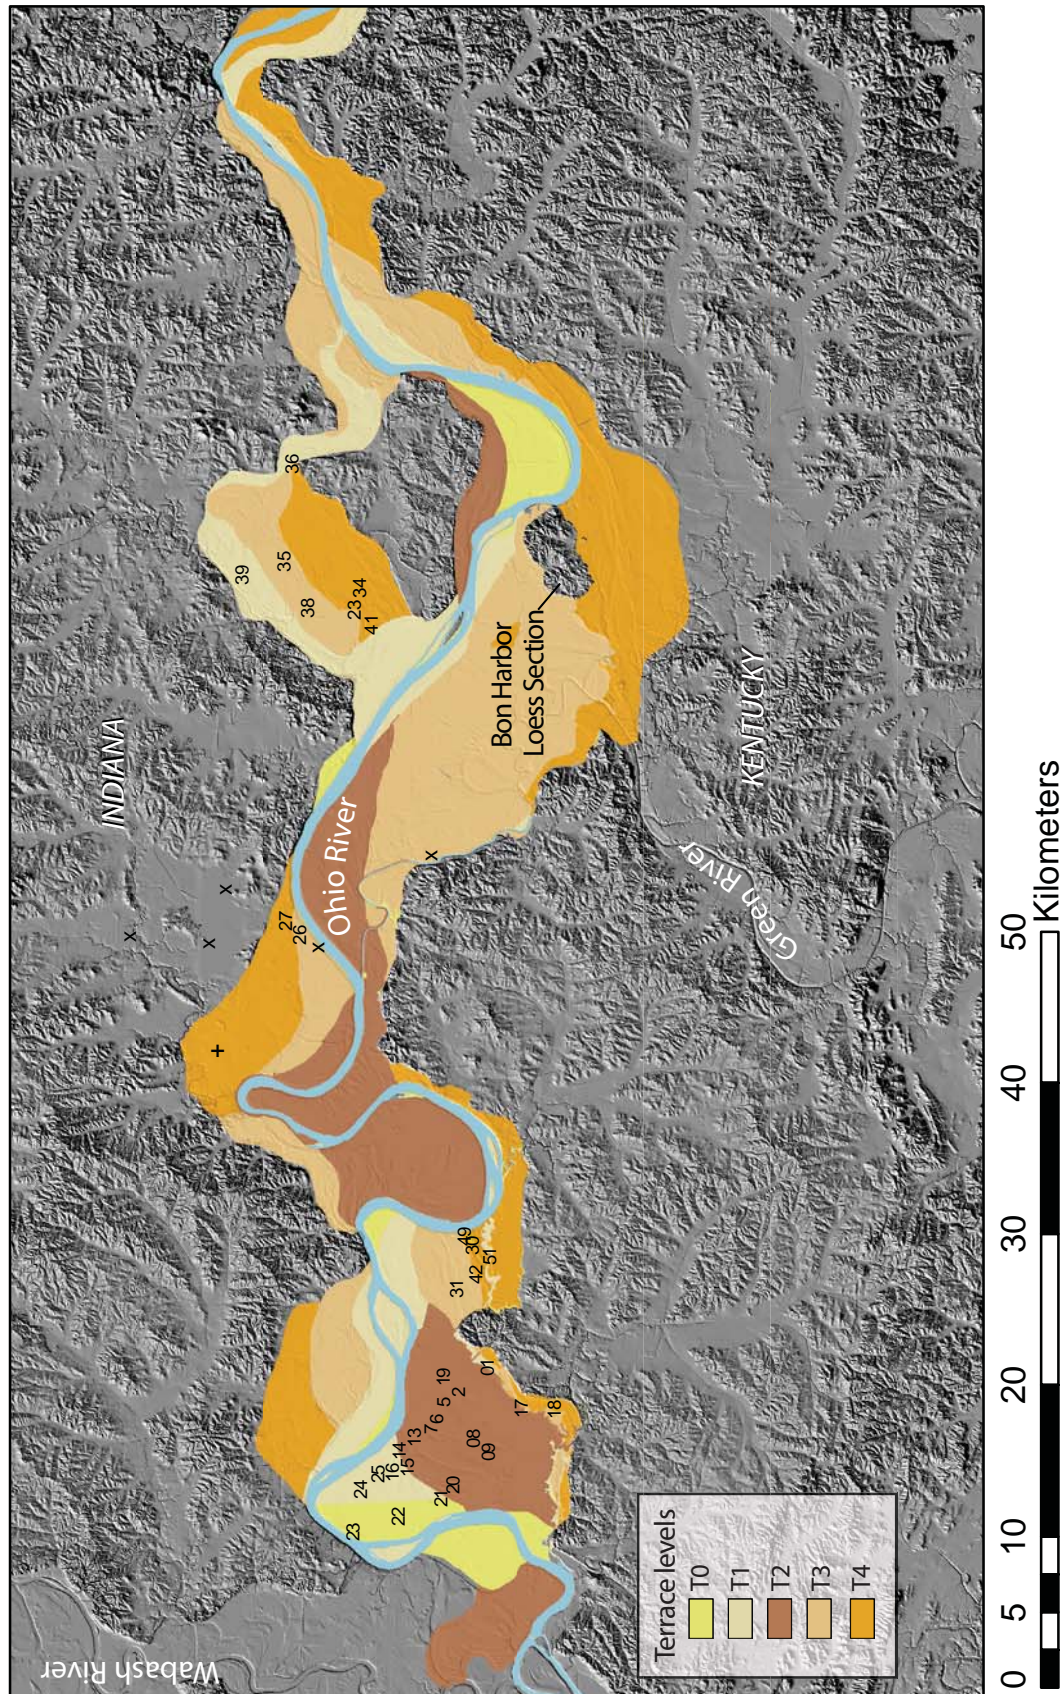 Wabash River
INDIANA
39
36
35
38
34
23
41
Ohio River
27
26
Bon Harbor
Loess Section
KENTUCKY
Green River
x
x
x
x
x
+
49
30
51
42
31
01
19
2
5
6
7
13
14
15
16
25
24
22
23
21
20
08
09
17
18
Terrace levels
T0
T1
T2
T3
T4
0 5 10 20 30 40 50
Kilometers